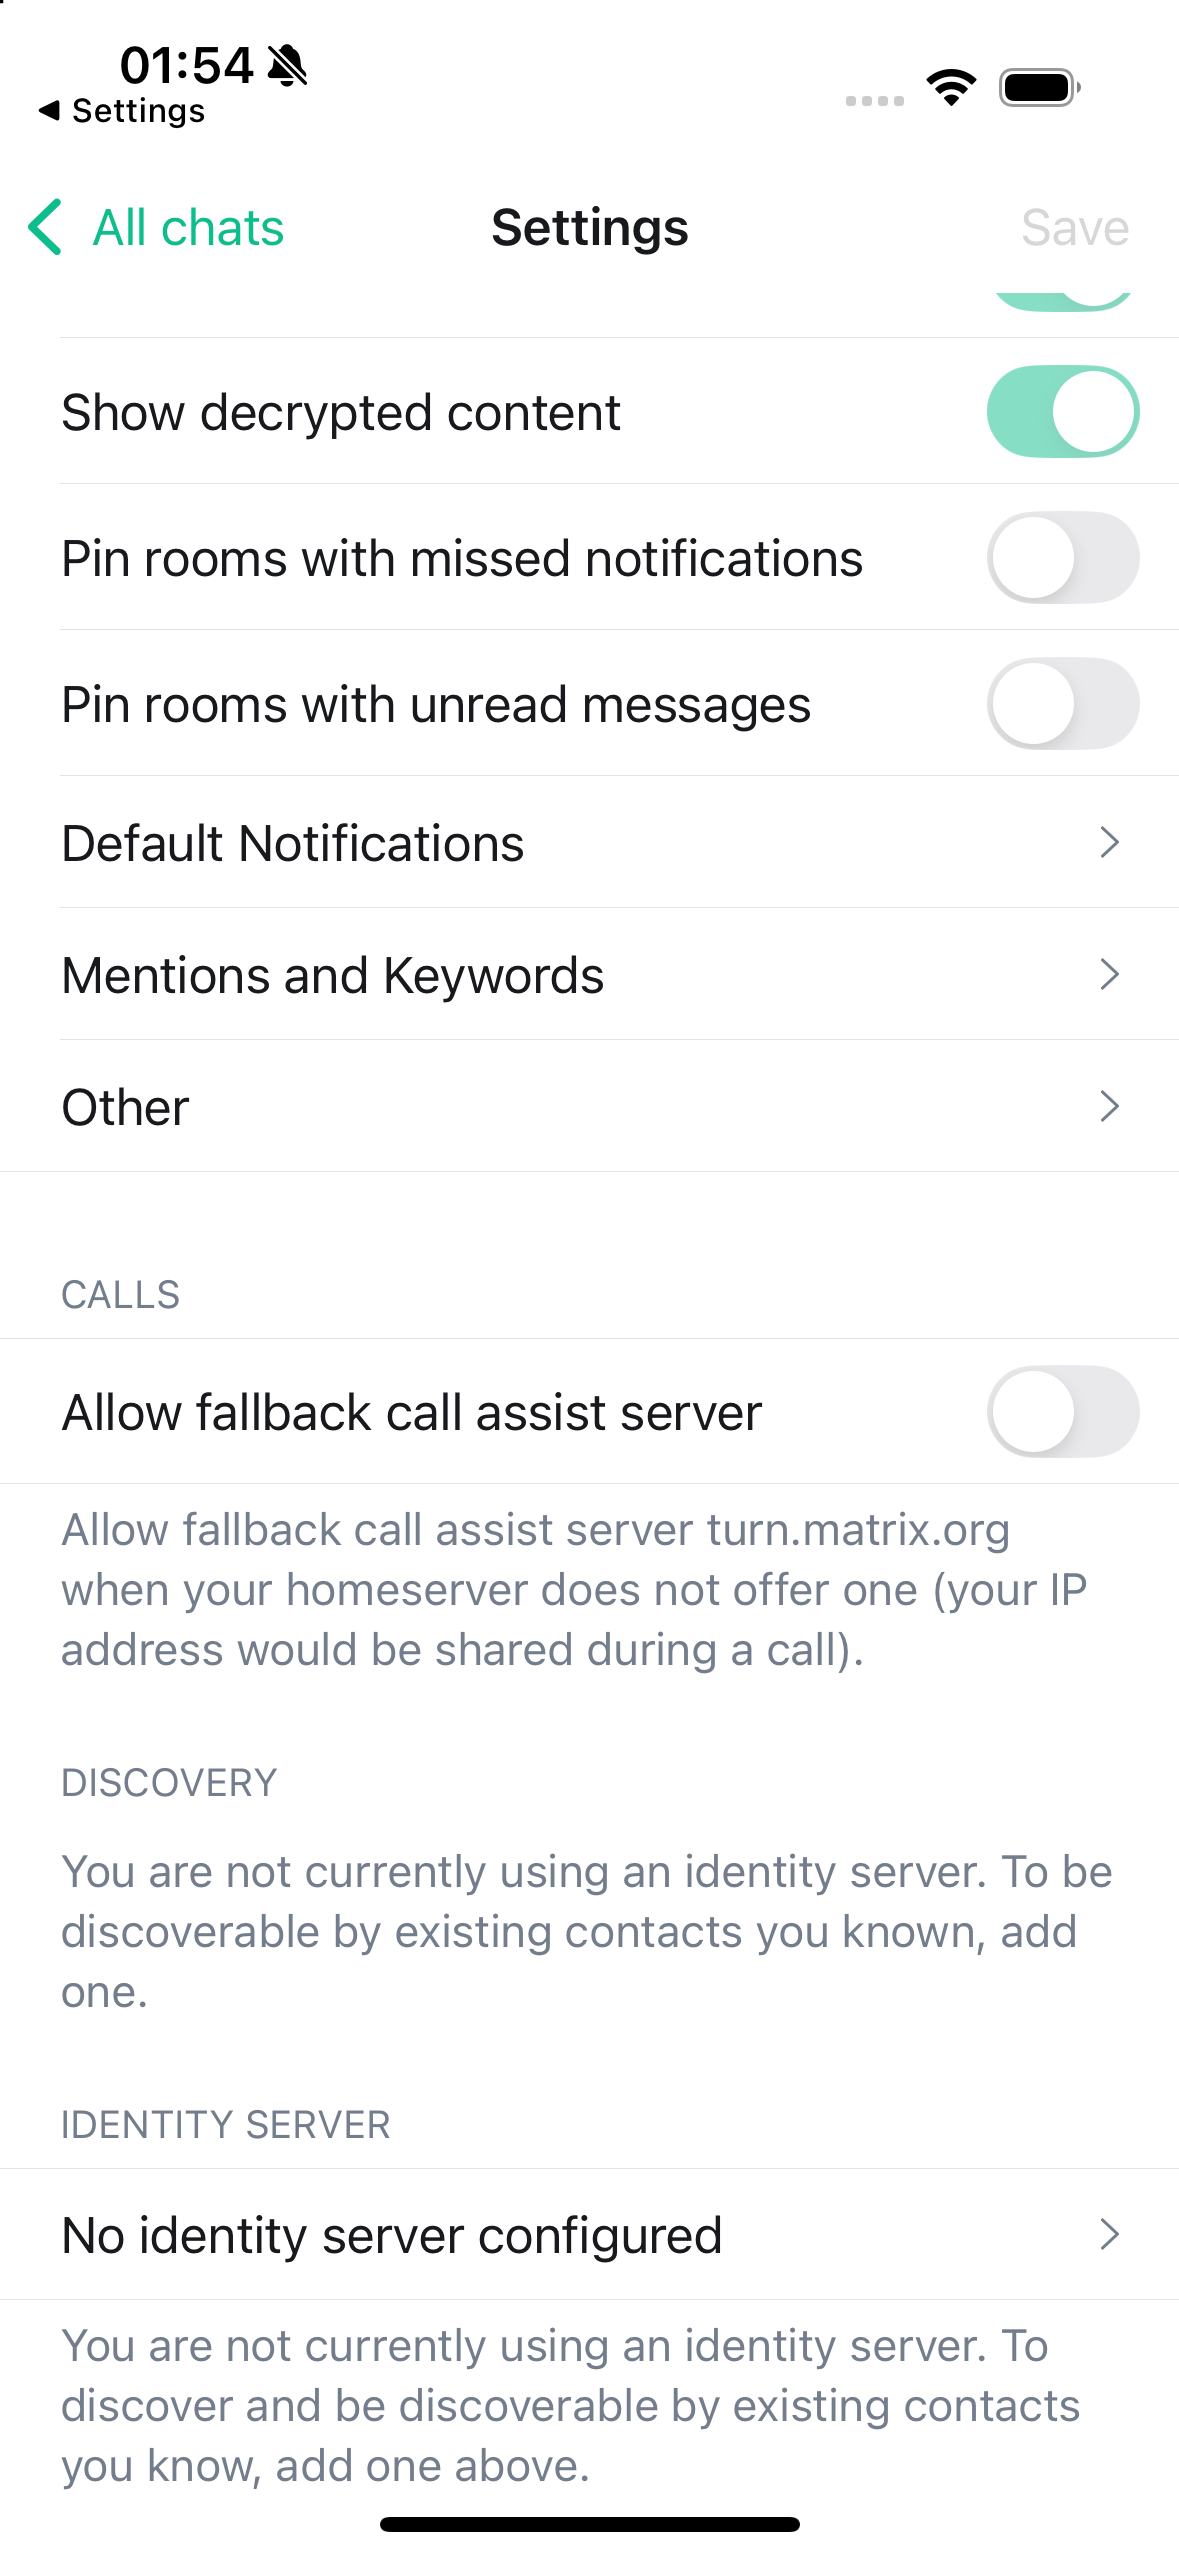 01:54
Settings
All chats
Settings
Save
Show decrypted content
Pin rooms with missed notifications
Pin rooms with unread messages
Default Notifications
Mentions and Keywords
Other
CALLS
Allow fallback call assist server
Allow fallback call assist server turn.matrix.org
when your homeserver does not offer one (your IP
address would be shared during a call).
DISCOVERY
You are not currently using an identity server. To be
discoverable by existing contacts you known, add
one.
IDENTITY SERVER
No identity server configured
You are not currently using an identity server. To
discover and be discoverable by existing contacts
you know, add one above.